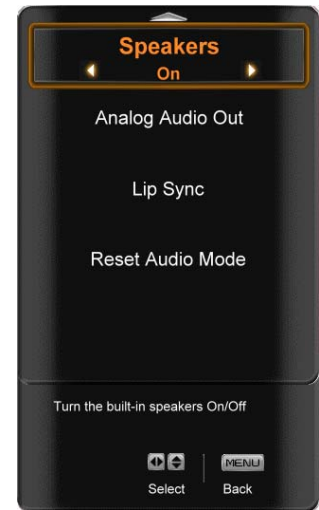 Speakers
On
Analog Audio Out
Lip Sync
Reset Audio Mode
Turn the built-in speakers On/Off
MENU
Select
Back